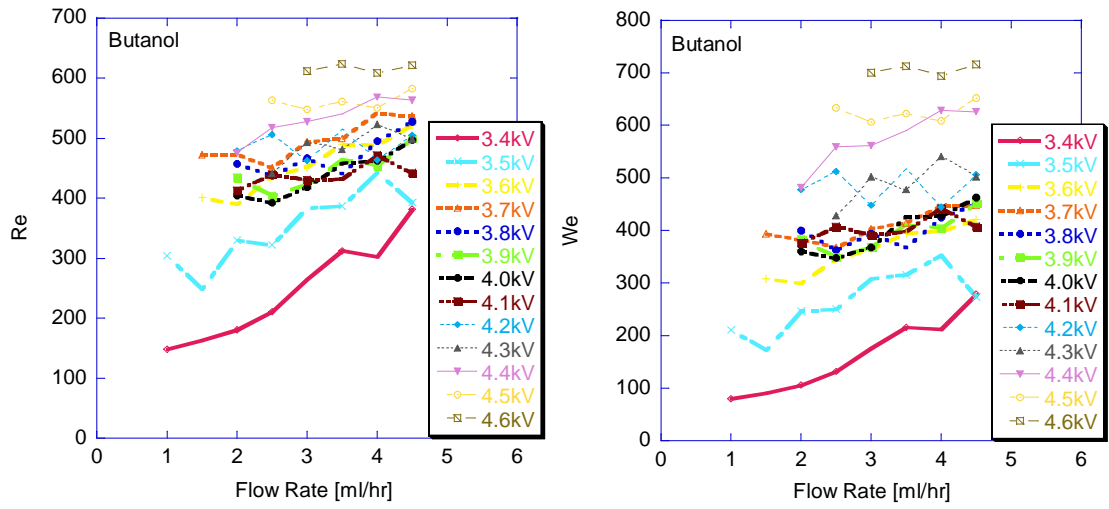 700
600
500
400
300
200
100
0
Re
Butanol
3.4kV
3.5kV
3.6kV
3.7kV
3.8kV
3.9kV
4.0kV
4.1kV
4.2kV
4.3kV
4.4kV
4.5kV
4.6kV
0 1 2 3 4 5 6
Flow Rate [ml/hr]
800
700
600
500
400
300
200
100
0
We
Butanol
3.4kV
3.5kV
3.6kV
3.7kV
3.8kV
3.9kV
4.0kV
4.1kV
4.2kV
4.3kV
4.4kV
4.5kV
4.6kV
0 1 2 3 4 5 6
Flow Rate [ml/hr]